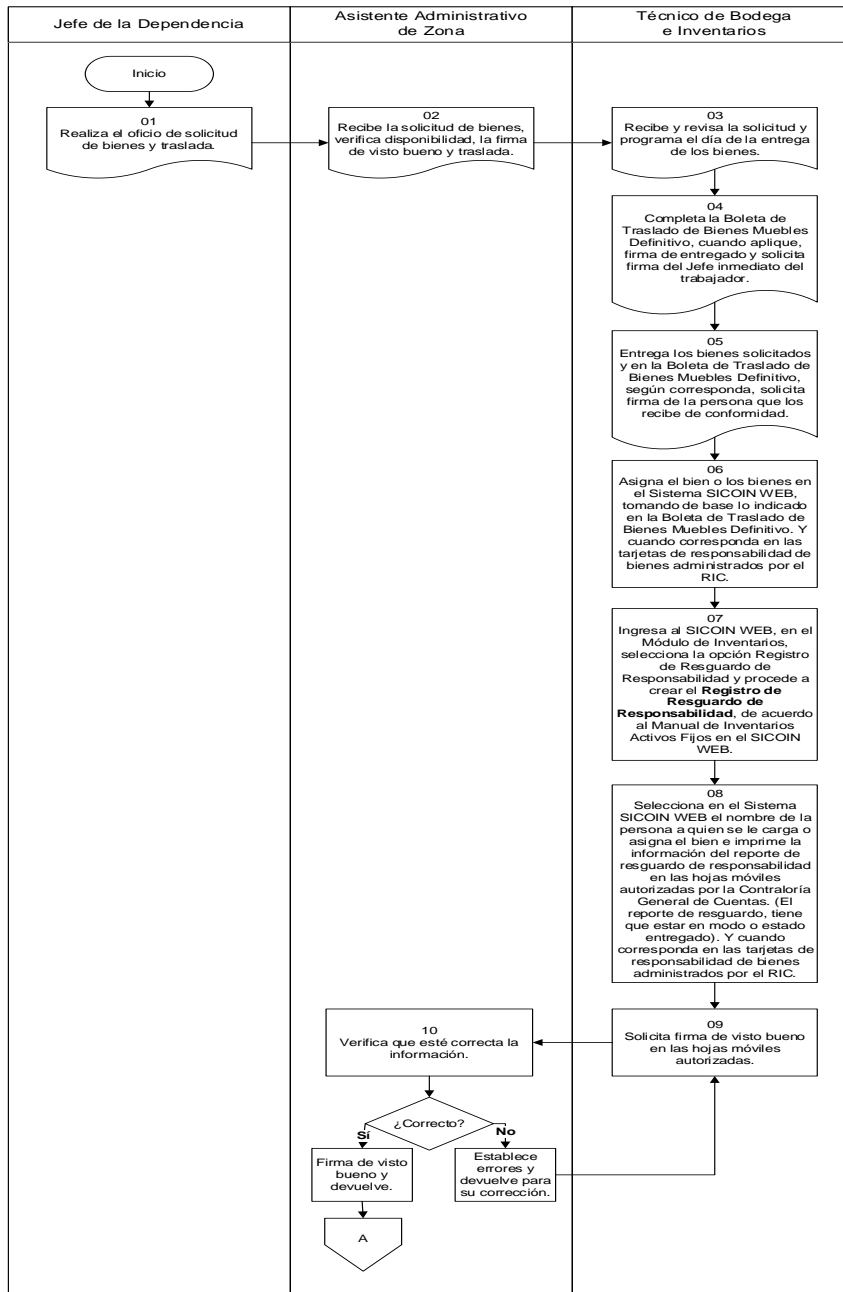 Jefe de la Dependencia
Asistente Administrativo
de Zona
Técnico de Bodega
e Inventarios
Inicio
01
Realiza el oficio de solicitud
de bienes y traslada.
02
Recibe la solicitud de bienes,
verifica disponibilidad, la firma
de visto bueno y traslada.
03
Recibe y revisa la solicitud y
programa el día de la entrega
de los bienes.
04
Completa la Boleta de
Traslado de Bienes Muebles
Definitivo, cuando aplique,
firma de entregado y solicita
firma del Jefe inmediato del
trabajador.
05
Entrega los bienes solicitados
y en la Boleta de Traslado de
Bienes Muebles Definitivo,
según corresponda, solicita
firma de la persona que los
recibe de conformidad.
06
Asigna el bien o los bienes en
el Sistema SICOIN WEB,
tomando de base lo indicado
en la Boleta de Traslado de
Bienes Muebles Definitivo. Y
cuando corresponda en las
tarjetas de responsabilidad de
bienes administrados por el
RIC.
07
Ingresa al SICOIN WEB, en el
Módulo de Inventarios,
selecciona la opción Registro
de Resguardo de
Responsabilidad y procede a
crear el Registro de
Resguardo de
Responsabilidad, de acuerdo
al Manual de Inventarios
Activos Fijos en el SICOIN
WEB.
08
Selecciona en el Sistema
SICOIN WEB el nombre de la
persona a quien se le carga o
asigna el bien e imprime la
información del reporte de
resguardo de responsabilidad
en las hojas móviles
autorizadas por la Contraloría
General de Cuentas. (El
reporte de resguardo, tiene
que estar en modo o estado
entregado). Y cuando
corresponda en las tarjetas de
responsabilidad de bienes
administrados por el RIC.
09
Solicita firma de visto bueno
en las hojas móviles
autorizadas.
10
Verifica que esté correcta la
información.
¿Correcto?
Sí
No
Firma de visto
bueno y
devuelve.
Establece
errores y
devuelve para
su corrección.
A